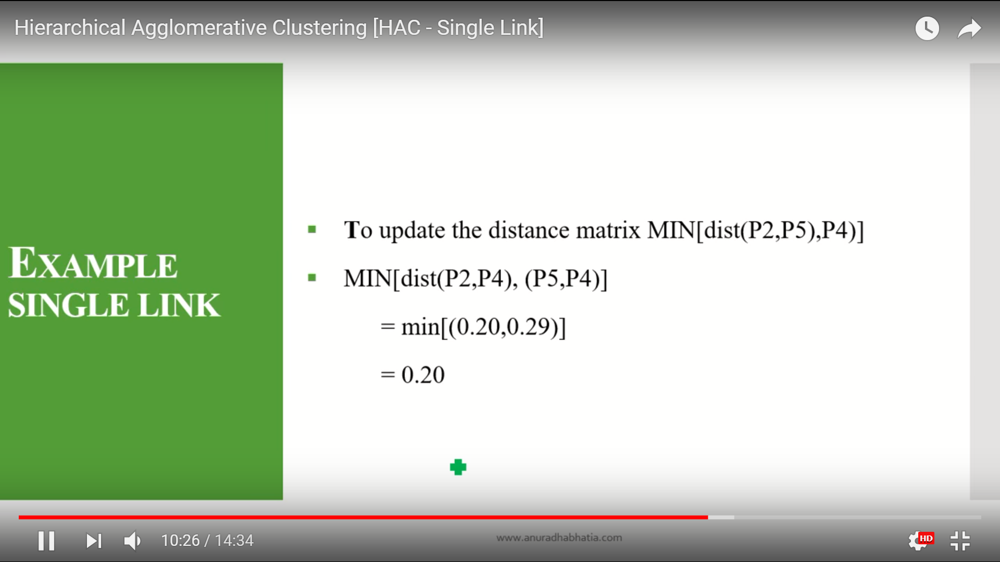 Hierarchical Agglomerative Clustering [HAC - Single Link]
EXAMPLE
SINGLE LINK
To update the distance matrix MIN[dist(P2,P5),P4)]
MIN[dist(P2,P4), (P5,P4)]
= min[(0.20,0.29)]
= 0.20
10:26 / 14:34
www.anuradhabhatia.com
HD